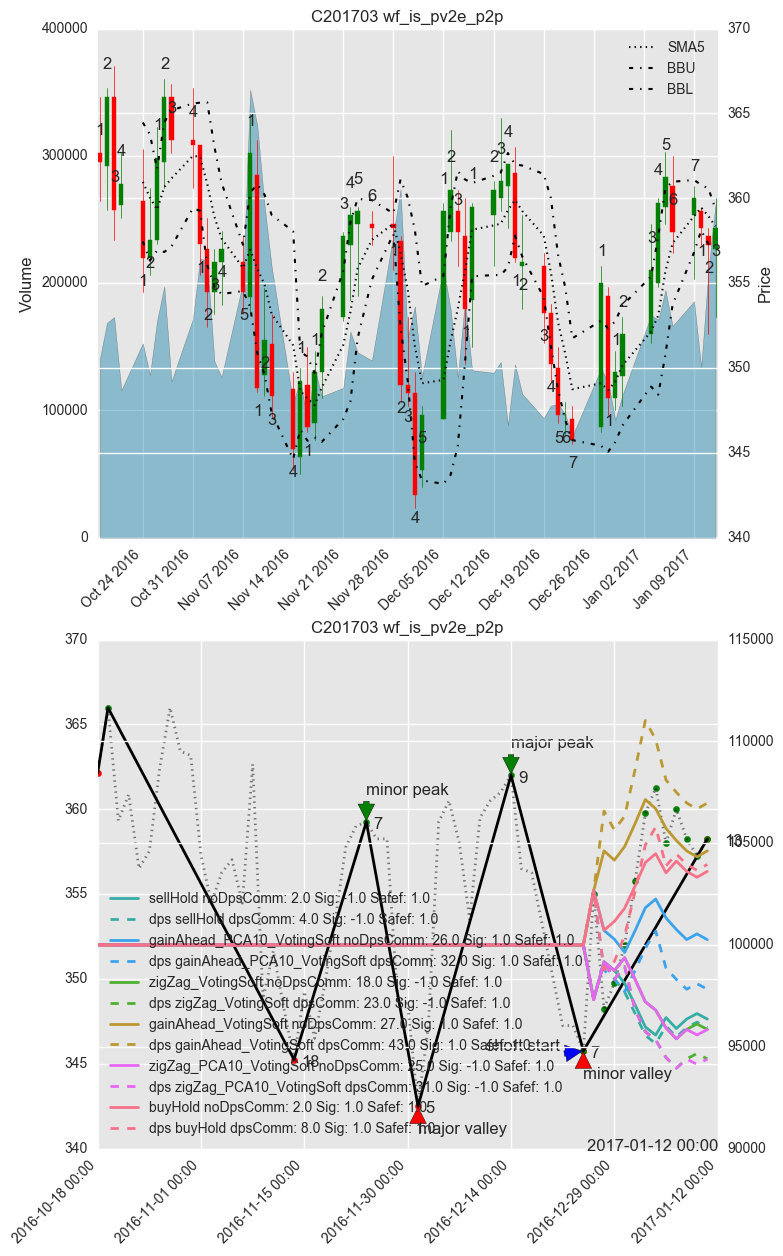 C201703 wf_is_pv2e_p2p
400000
300000
200000
100000
0
Volume
370
365
360
355
350
345
340
Price
SMA5
BBU
BBL
Oct 24 2016
Oct 31 2016
Nov 07 2016
Nov 14 2016
Nov 21 2016
Nov 28 2016
Dec 05 2016
Dec 12 2016
Dec 19 2016
Dec 26 2016
Jan 02 2017
Jan 09 2017
C201703 wf_is_pv2e_p2p
370
365
360
355
350
345
340
115000
110000
105000
100000
95000
90000
major peak
9
minor peak
7
sellHold noDpsComm: 2.0 Sig: -1.0 Safef: 1.0
dps sellHold dpsComm: 4.0 Sig: -1.0 Safef: 1.0
gainAhead_PCA10_VotingSoft noDpsComm: 26.0 Sig: 1.0 Safef: 1.0
dps gainAhead_PCA10_VotingSoft dpsComm: 32.0 Sig: 1.0 Safef: 1.0
zigZag_VotingSoft noDpsComm: 18.0 Sig: -1.0 Safef: 1.0
dps zigZag_VotingSoft dpsComm: 23.0 Sig: -1.0 Safef: 1.0
gainAhead_VotingSoft noDpsComm: 27.0 Sig: 1.0 Safef: 1.0
dps gainAhead_VotingSoft dpsComm: 43.0 Sig: 1.0 Safef: 1.0
short start
7
zigZag_PCA10_VotingSoft noDpsComm: 25.0 Sig: -1.0 Safef: 1.0
18
dps zigZag_PCA10_VotingSoft dpsComm: 31.0 Sig: -1.0 Safef: 1.0
minor valley
buyHold noDpsComm: 2.0 Sig: 1.0 Safef: 1.0
5
dps buyHold dpsComm: 8.0 Sig: 1.0 Safef: 1.0
major valley
2017-01-12 00:00
2016-10-18 00:00
2016-11-01 00:00
2016-11-15 00:00
2016-11-30 00:00
2016-12-14 00:00
2016-12-29 00:00
2017-01-12 00:00